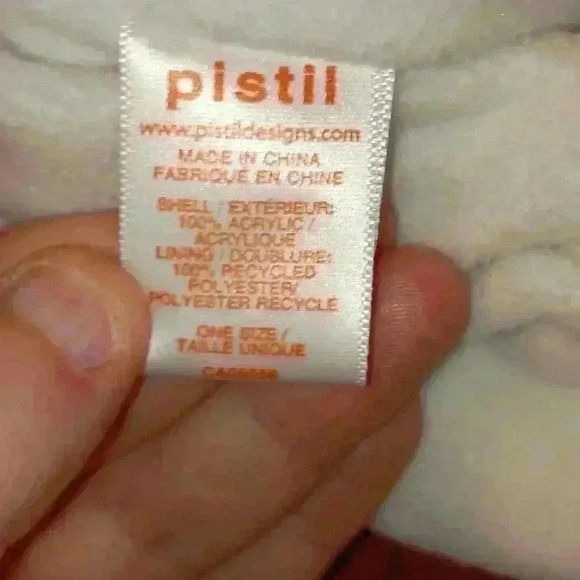 pistil
www.pistildesigns.com
MADE IN CHINA
FABRIQUE EN CHINE
SHELL / EXTERIEUR:
100% ACRYLIC /
ACRYLIQUE
LINING / DOUBLURE:
100% RECYCLED
POLYESTER/
POLYESTER RECYCLE
ONE SIZE /
TAILLE UNIQUE